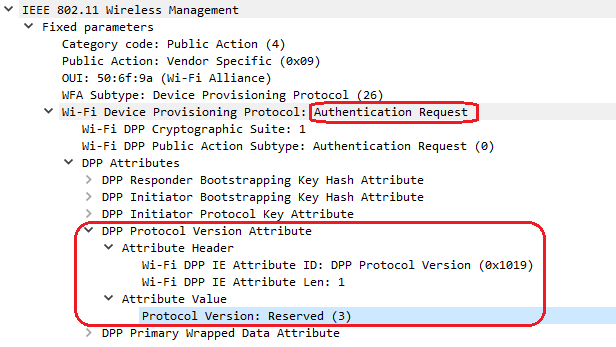 IEEE 802.11 Wireless Management
Fixed parameters
Category code: Public Action (4)
Public Action: Vendor Specific (0x09)
OUI: 50:6f:9a (Wi-Fi Alliance)
WFA Subtype: Device Provisioning Protocol (26)
Wi-Fi Device Provisioning Protocol: Authentication Request
Wi-Fi DPP Cryptographic Suite: 1
Wi-Fi DPP Public Action Subtype: Authentication Request (0)
DPP Attributes
DPP Responder Bootstrapping Key Hash Attribute
DPP Initiator Bootstrapping Key Hash Attribute
DPP Initiator Protocol Key Attribute
DPP Protocol Version Attribute
Attribute Header
Wi-Fi DPP IE Attribute ID: DPP Protocol Version (0x1019)
Wi-Fi DPP IE Attribute Len: 1
Attribute Value
Protocol Version: Reserved (3)
DPP Primary Wrapped Data Attribute